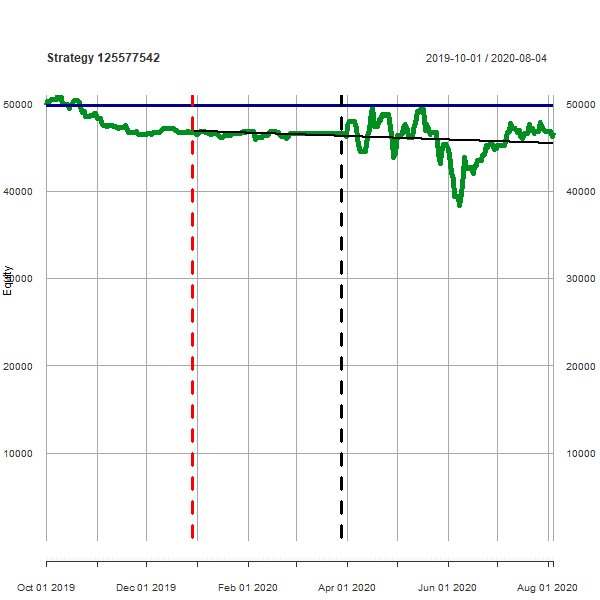 Strategy 125577542
2019-10-01 / 2020-08-04
50000
50000
40000
40000
Equity
30000
30000
20000
20000
10000
10000
Oct 01 2019
Dec 01 2019
Feb 01 2020
Apr 01 2020
Jun 01 2020
Aug 01 2020